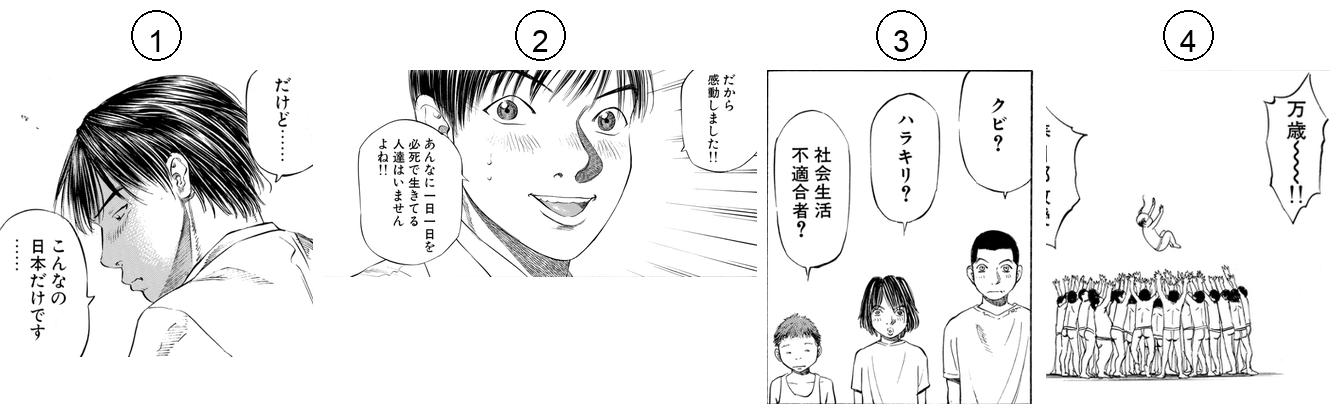 1
だけど……
こんなの
日本だけです
……
2
だから
感動しました!!
あんなに一日一日を
必死で生きてる
人達はいません
よね!!
3
クビ?
ハラキリ?
社会生活
不適合者?
4
万歳~~~~!!